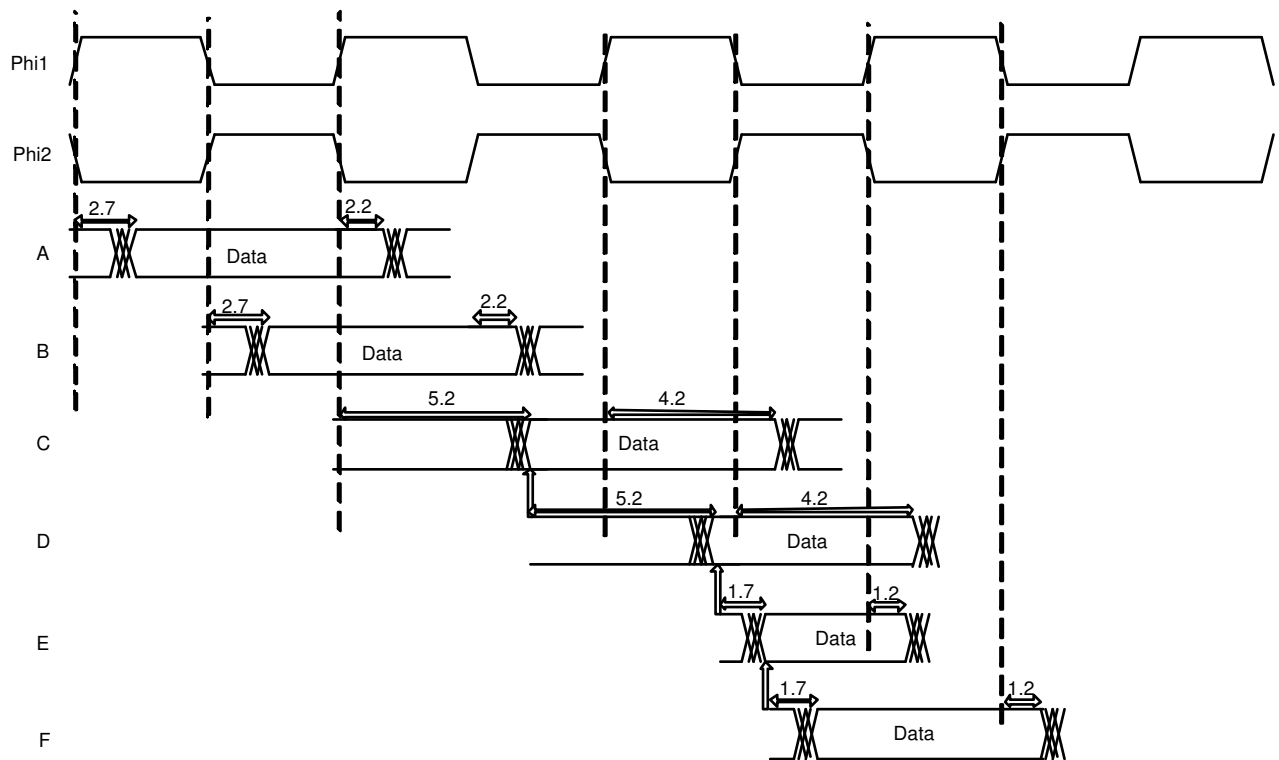 Phi1
Phi2
2.7 2.2
A Data
2.7 2.2
B Data
5.2 4.2
C Data
5.2 4.2
D Data
1.7 1.2
E Data
1.7 1.2
F Data